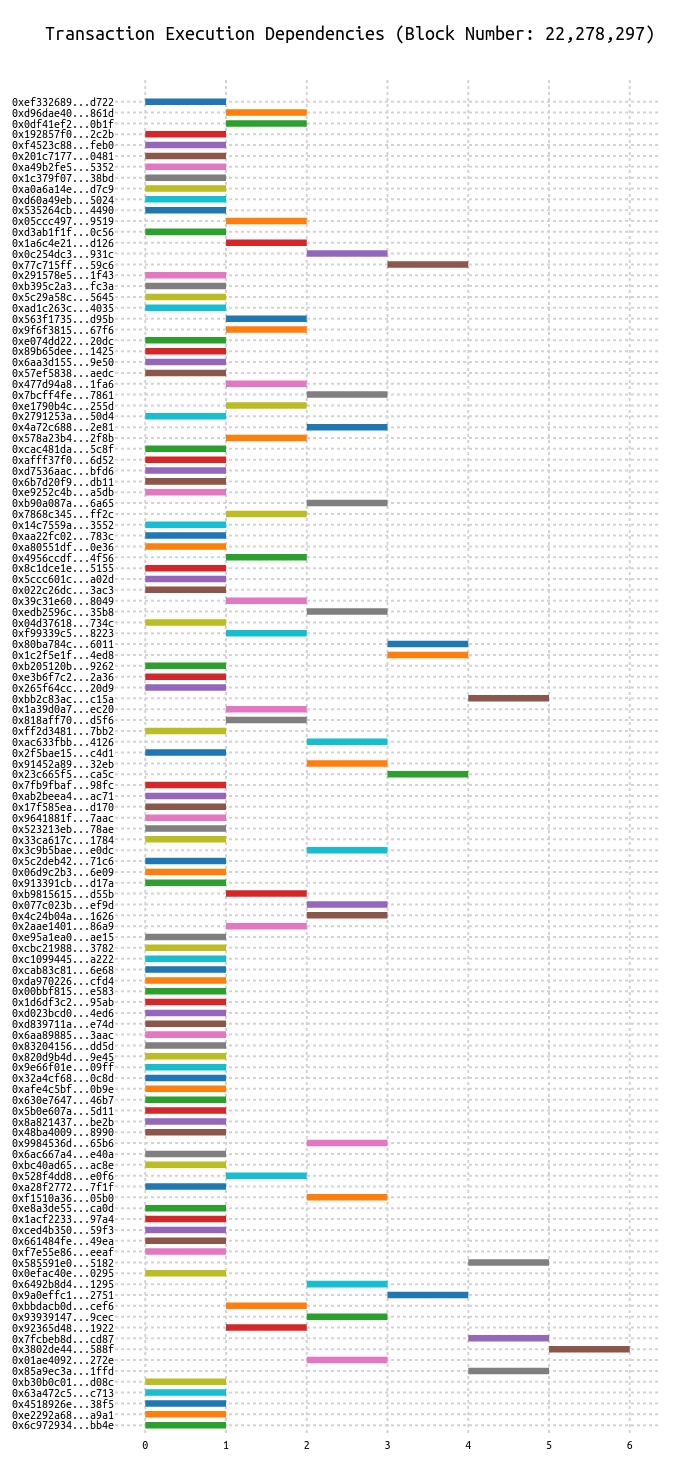 Transaction Execution Dependencies (Block Number: 22,278,297)
0xef332689...d722
0xd96dae40...861d
0x0df41ef2...0b1f
0x192857f0...2c2b
0xf4523c88...feb0
0x201c7177...0481
0xa49b2fe5...5352
0x1c379f07...38bd
0xa0a6a14e...d7c9
0xd60a49eb...5024
0x535264cb...4490
0x05ccc497...9519
0xd3ab1f1f...0c56
0x1a6c4e21...d126
0x0c254dc3...931c
0x77c715ff...59c6
0x291578e5...1f43
0xb395c2a3...fc3a
0x5c29a58c...5645
0xad1c263c...4035
0x563f1735...d95b
0x9f6f3815...67f6
0xe074dd22...20dc
0x89b65dee...1425
0x6aa3d155...9e50
0x57ef5838...aedc
0x477d94a8...1fa6
0x7bcff4fe...7861
0xe1790b4c...255d
0x2791253a...50d4
0x4a72c688...2e81
0x578a23b4...2f8b
0xcac481da...5c8f
0xafff37f0...6d52
0xd7536aac...bfd6
0x6b7d20f9...db11
0xe9252c4b...a5db
0xb90a087a...6a65
0x7868c345...ff2c
0x14c7559a...3552
0xaa22fc02...783c
0xa80551df...0e36
0x4956ccdf...4f56
0x8c1dce1e...5155
0x5ccc601c...a02d
0x022c26dc...3ac3
0x39c31e60...8049
0xedb2596c...35b8
0x04d37618...734c
0xf99339c5...8223
0x80ba784c...6011
0x1c2f5e1f...4ed8
0xb205120b...9262
0xe3b6f7c2...2a36
0x265f64cc...20d9
0xbb2c83ac...c15a
0x1a39d0a7...ec20
0x818aff70...d5f6
0xff2d3481...7bb2
0xac633fbb...4126
0x2f5bae15...c4d1
0x91452a89...32eb
0x23c665f5...ca5c
0x7fb9fbaf...98fc
0xab2beea4...ac71
0x17f585ea...d170
0x9641881f...7aac
0x523213eb...78ae
0x33ca617c...1784
0x3c9b5bae...e0dc
0x5c2deb42...71c6
0x06d9c2b3...6e09
0x913391cb...d17a
0xb9815615...d55b
0x077c023b...ef9d
0x4c24b04a...1626
0x2aae1401...86a9
0xe95a1ea0...ae15
0xcbc21988...3782
0xc1099445...a222
0xcab83c81...6e68
0xda970226...cfd4
0x00bbf815...e583
0x1d6df3c2...95ab
0xd023bcd0...4ed6
0xd839711a...e74d
0x6aa89885...3aac
0x83204156...dd5d
0x820d9b4d...9e45
0x9e66f01e...09ff
0x32a4cf68...0c8d
0xafe4c5bf...0b9e
0x630e7647...46b7
0x5b0e607a...5d11
0x8a821437...be2b
0x48ba4009...8990
0x9984536d...65b6
0x6ac667a4...e40a
0xbc40ad65...ac8e
0x528f4dd8...e0f6
0xa28f2772...7f1f
0xf1510a36...05b0
0xe8a3de55...ca0d
0x1acf2233...97a4
0xced4b350...59f3
0x661484fe...49ea
0xf7e55e86...eeaf
0x585591e0...5182
0x0efac40e...0295
0x6492b8d4...1295
0x9a0effc1...2751
0xbbdacb0d...cef6
0x93939147...9cec
0x92365d48...1922
0x7fcbeb8d...cd87
0x3802de44...588f
0x01ae4092...272e
0x85a9ec3a...1ffd
0xb30b0c01...d08c
0x63a472c5...c713
0x4518926e...38f5
0xe2292a68...a9a1
0x6c972934...bb4e
0 1 2 3 4 5 6